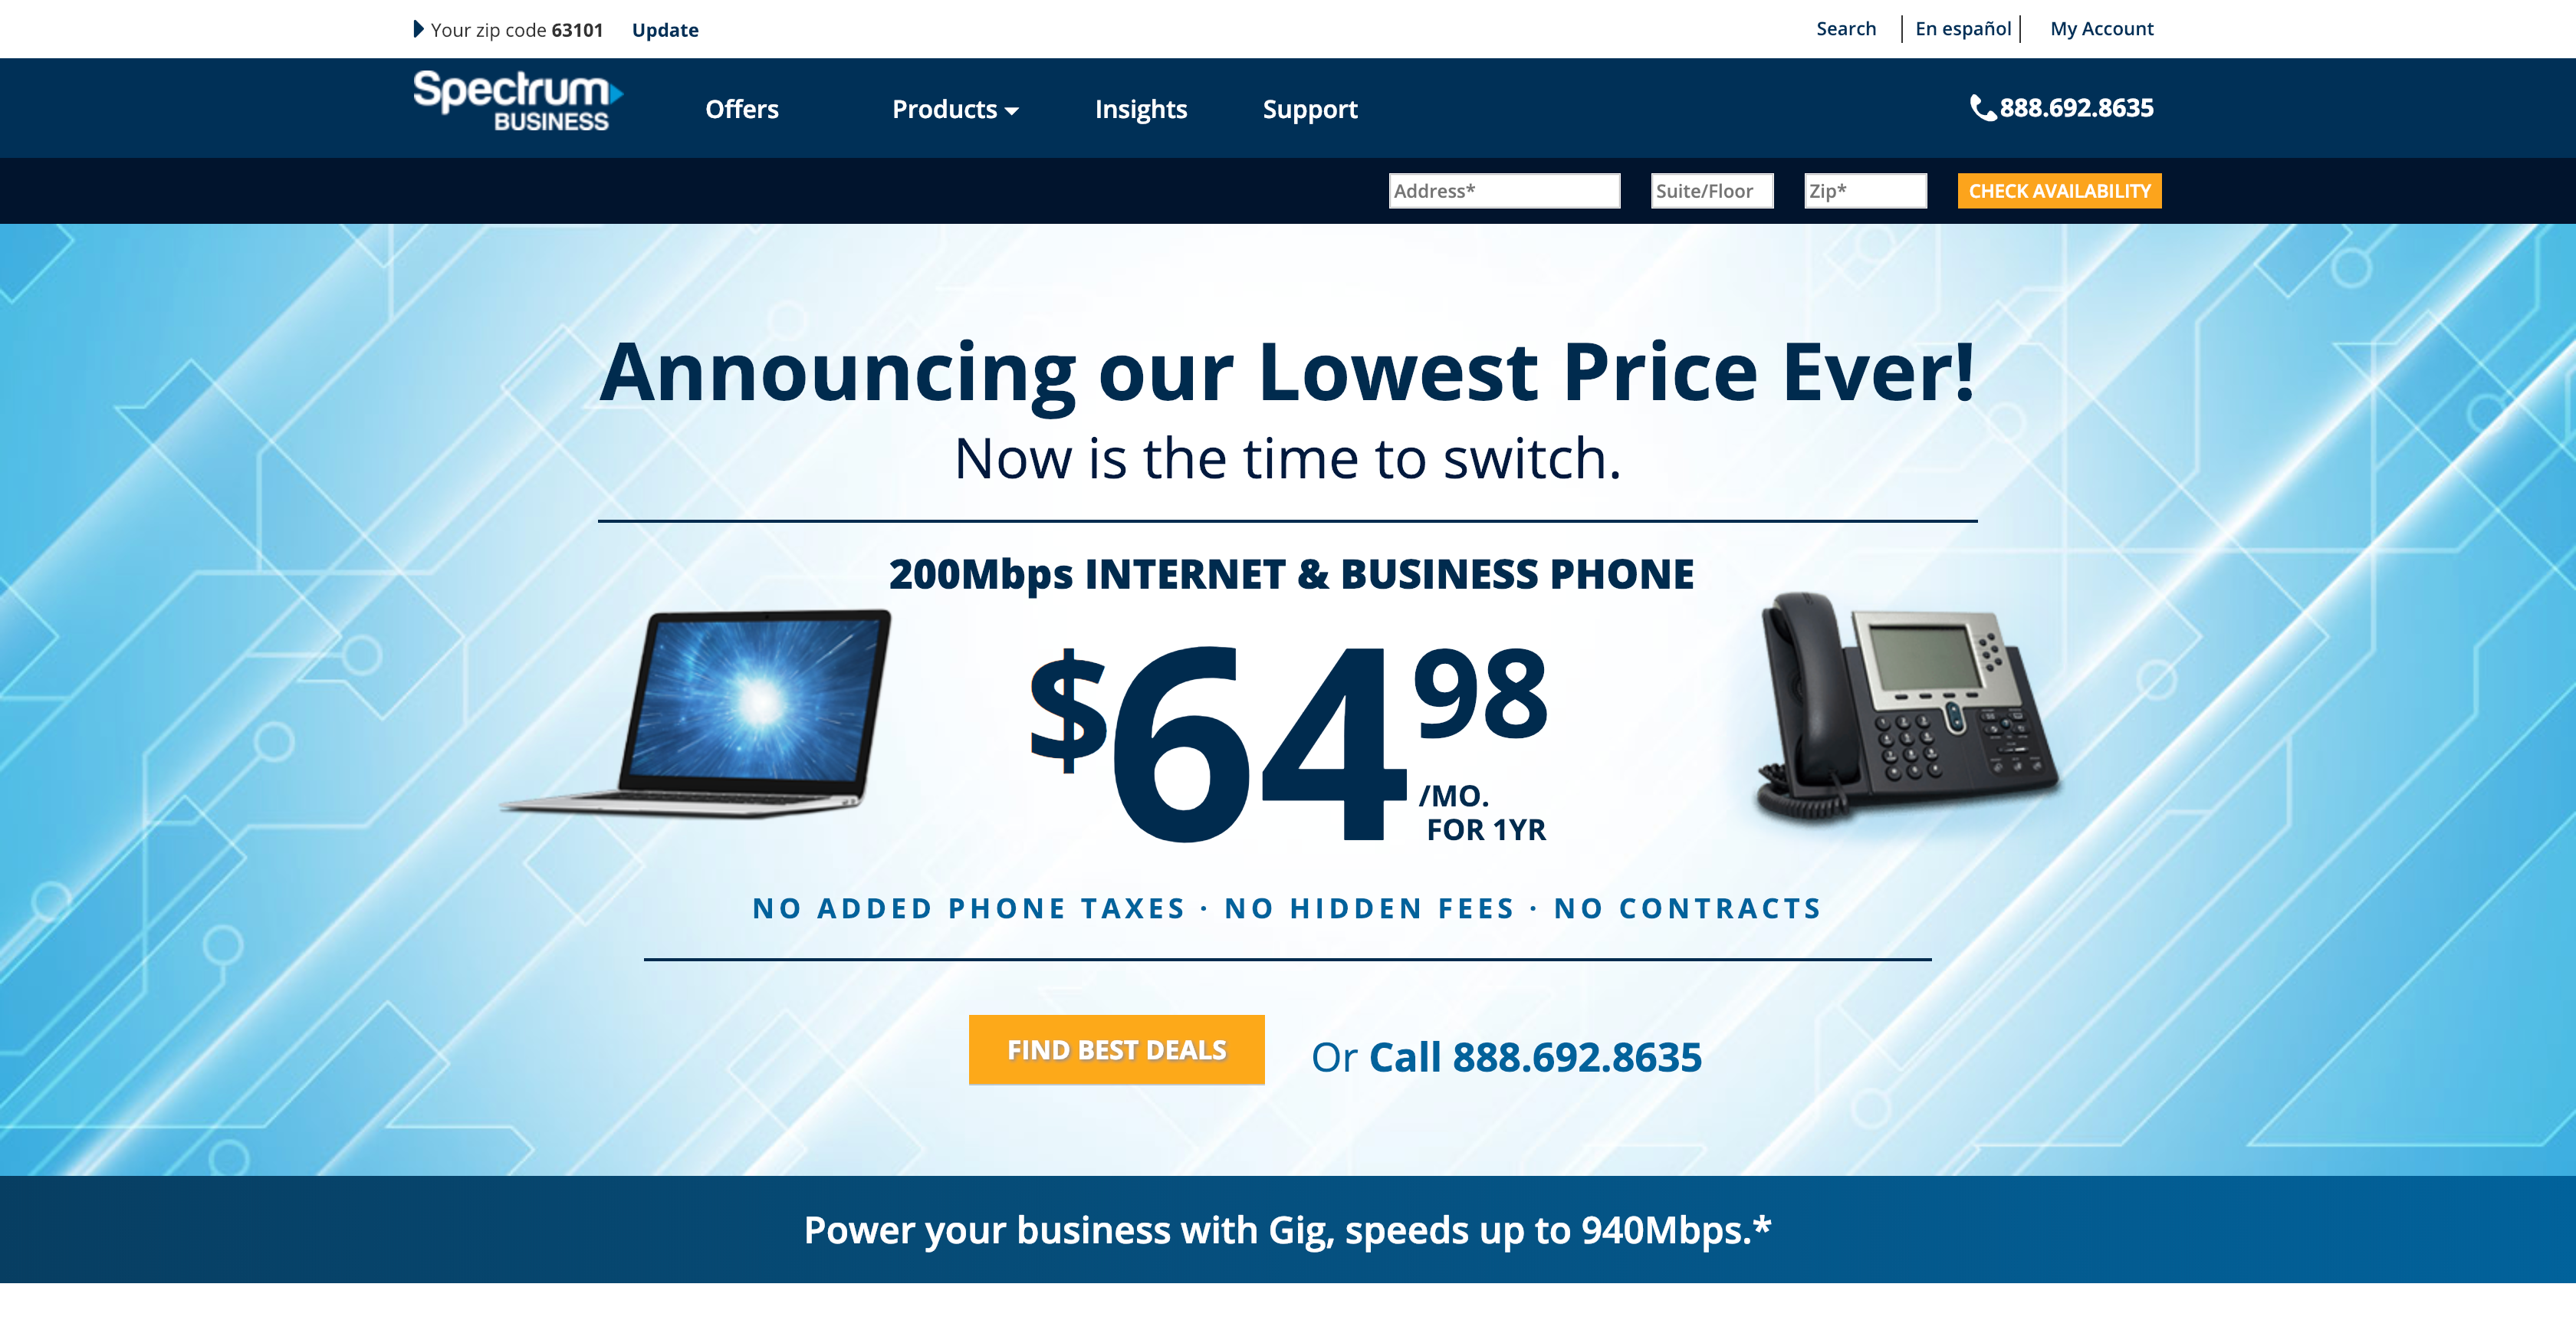 Your zip code 63101 Update
Search En español My Account
Spectrum
BUSINESS
Offers Products Insights Support
888.692.8635
Address* Suite/Floor Zip* CHECK AVAILABILITY
Announcing our Lowest Price Ever!
Now is the time to switch.
200Mbps INTERNET & BUSINESS PHONE
$64 98
/MO.
FOR 1YR
NO ADDED PHONE TAXES · NO HIDDEN FEES · NO CONTRACTS
FIND BEST DEALS Or Call 888.692.8635
Power your business with Gig, speeds up to 940Mbps.*